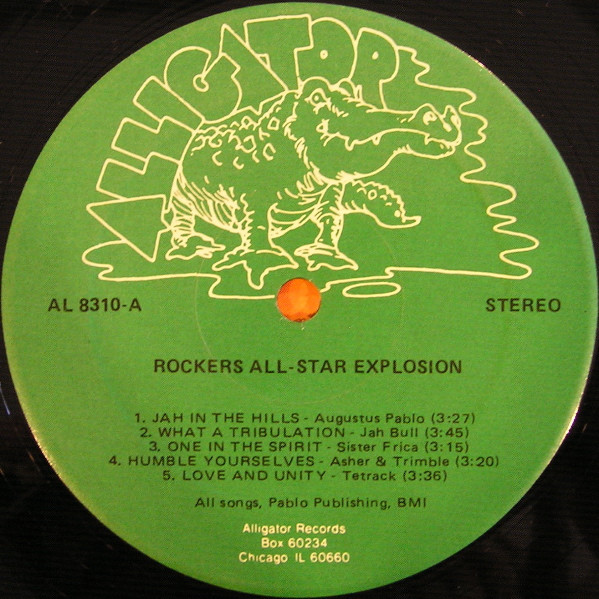 ALLIGATOR
AL 8310-A
STEREO
ROCKERS ALL-STAR EXPLOSION
1. JAH IN THE HILLS - Augustus Pablo (3:27)
2. WHAT A TRIBULATION - Jah Bull (3:45)
3. ONE IN THE SPIRIT - Sister Frica (3:15)
4. HUMBLE YOURSELVES - Asher & Trimble (3:20)
5. LOVE AND UNITY - Tetrack (3:36)
All songs, Pablo Publishing, BMI
Alligator Records
Box 60234
Chicago IL 60660